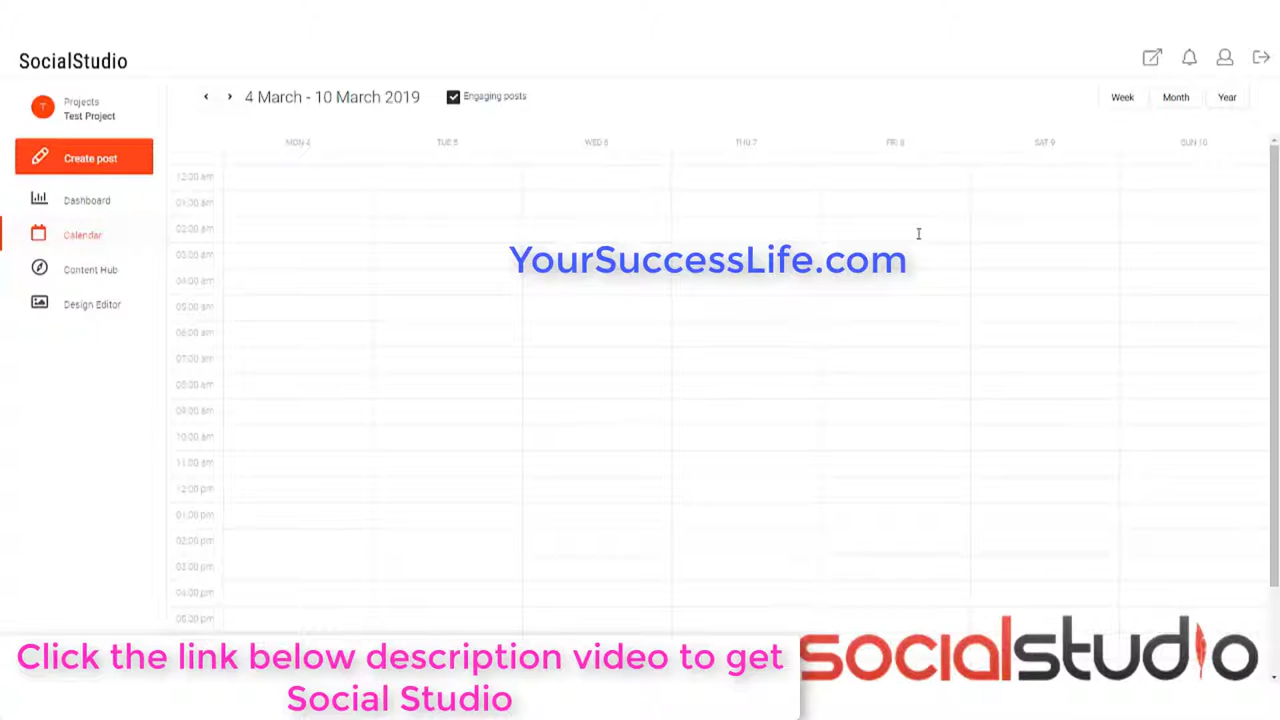 SocialStudio
T
Projects
Test Project
Create post
Dashboard
Calendar
Content Hub
Design Editor
4 March - 10 March 2019
Engaging posts
Week
Month
Year
MON 4
TUE 5
WED 6
THU 7
FRI 8
SAT 9
SUN 10
12:00 am
01:00 am
02:00 am
03:00 am
04:00 am
05:00 am
06:00 am
07:00 am
08:00 am
09:00 am
10:00 am
11:00 am
12:00 pm
01:00 pm
02:00 pm
03:00 pm
04:00 pm
05:00
YourSuccessLife.com
Click the link below description video to get
Social Studio
socialstudio